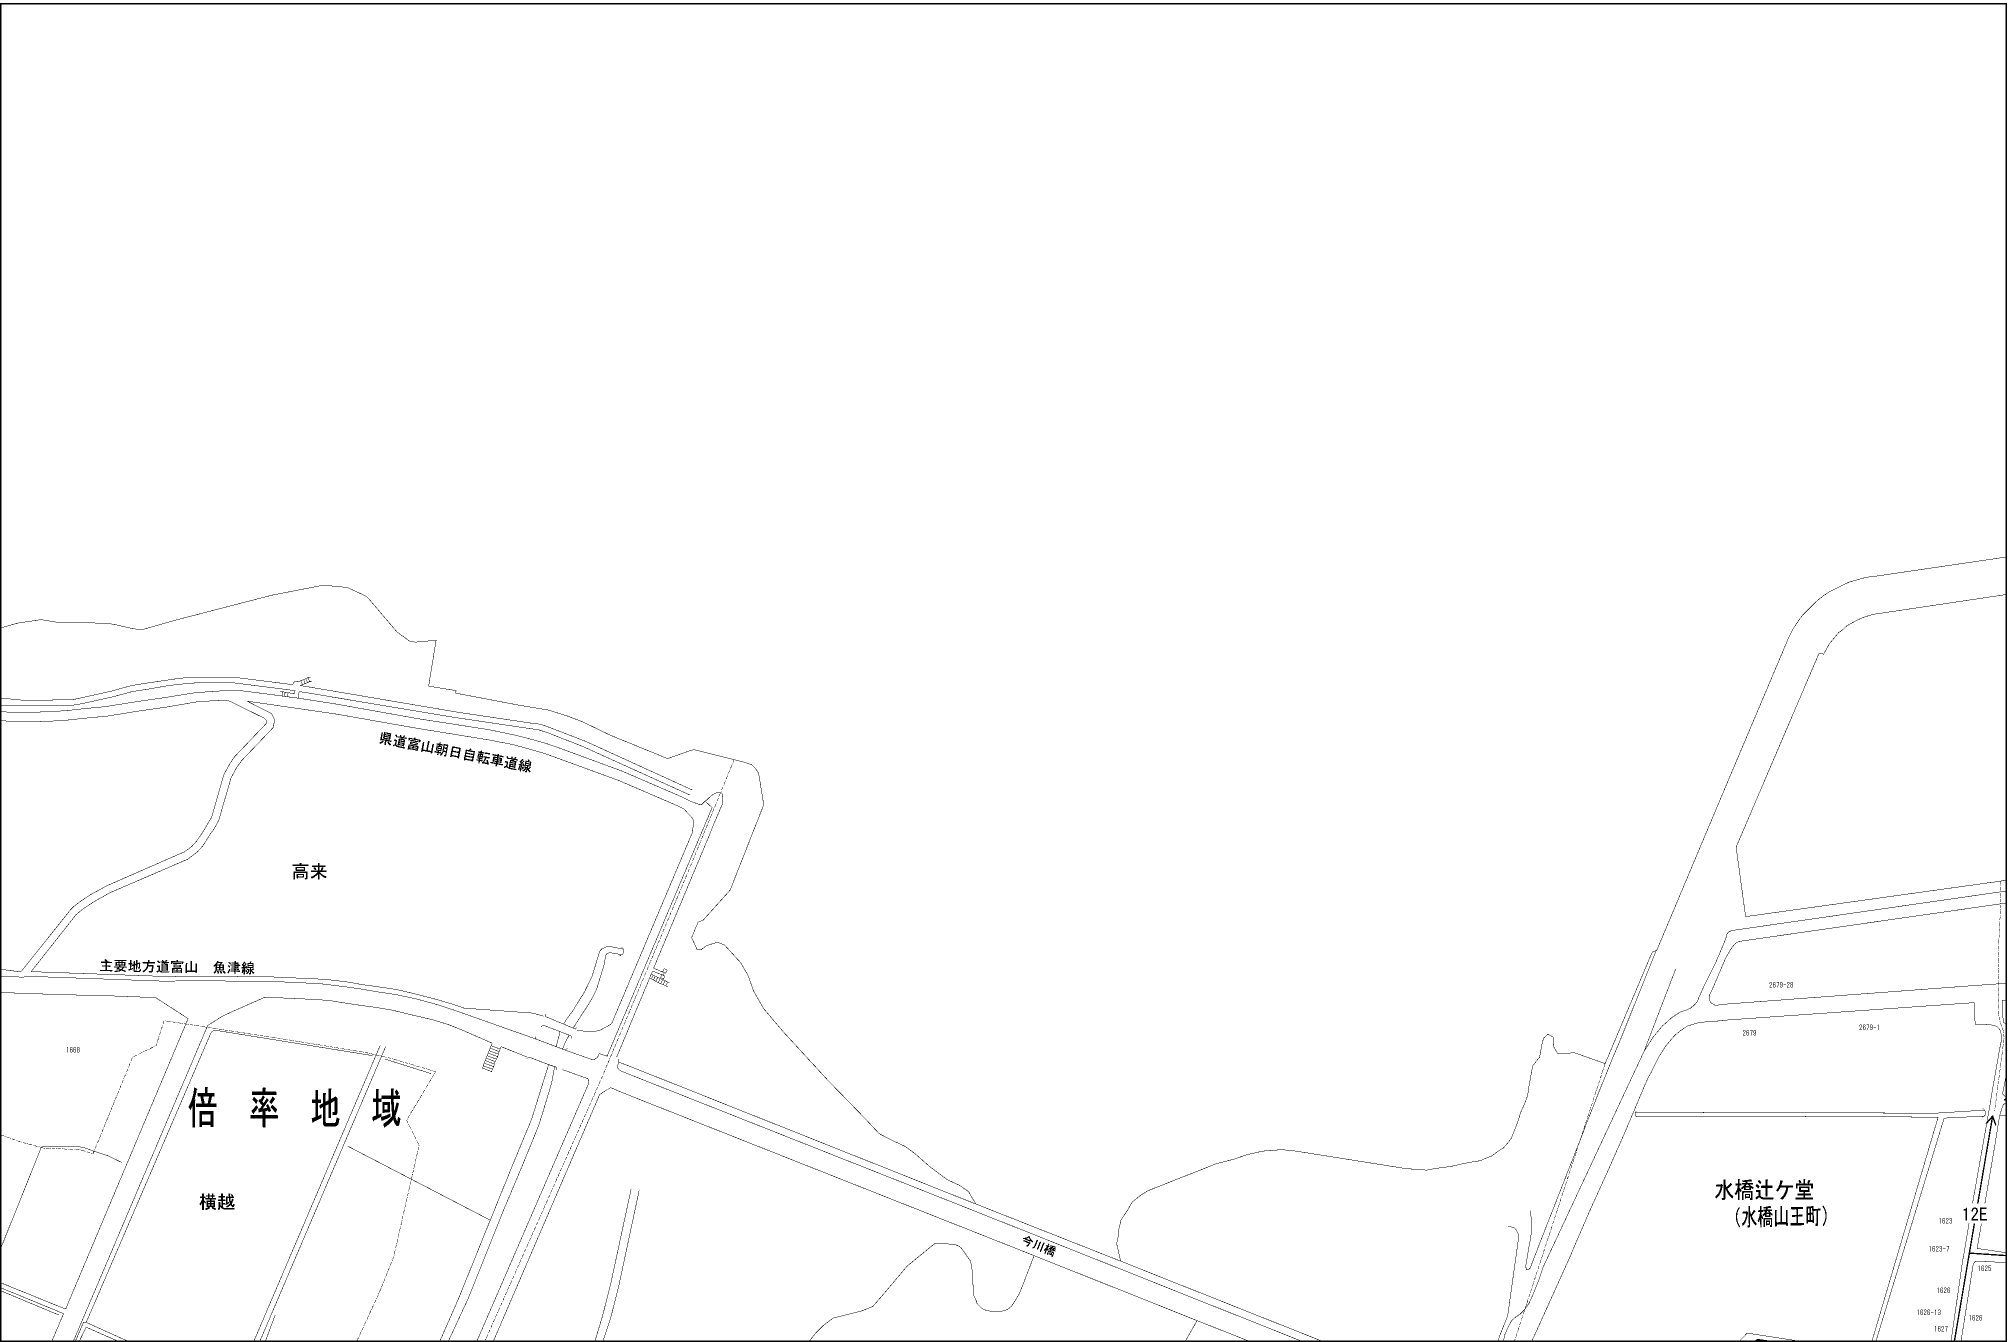 県道富山朝日自転車道線
高来
主要地方道富山　魚津線
2679-28
2679
2679-1
1668
倍率地域
水橋辻ケ堂
(水橋山王町)
横越
12E
1623
今川橋
1623-7
1625
1626
1626-13
1626
1627